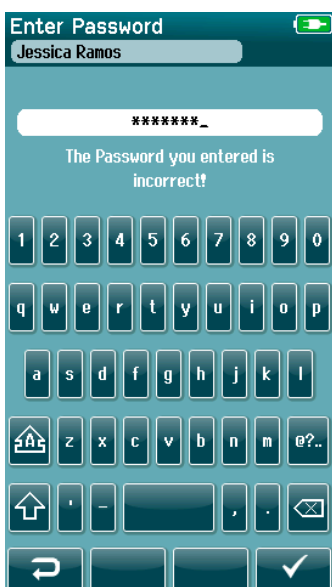 Enter Password
Jessica Ramos
*******_
The Password you entered is
incorrect!
1 2 3 4 5 6 7 8 9 0
q w e r t y u i o p
a s d f g h j k l
A z x c v b n m @?..
' - , .